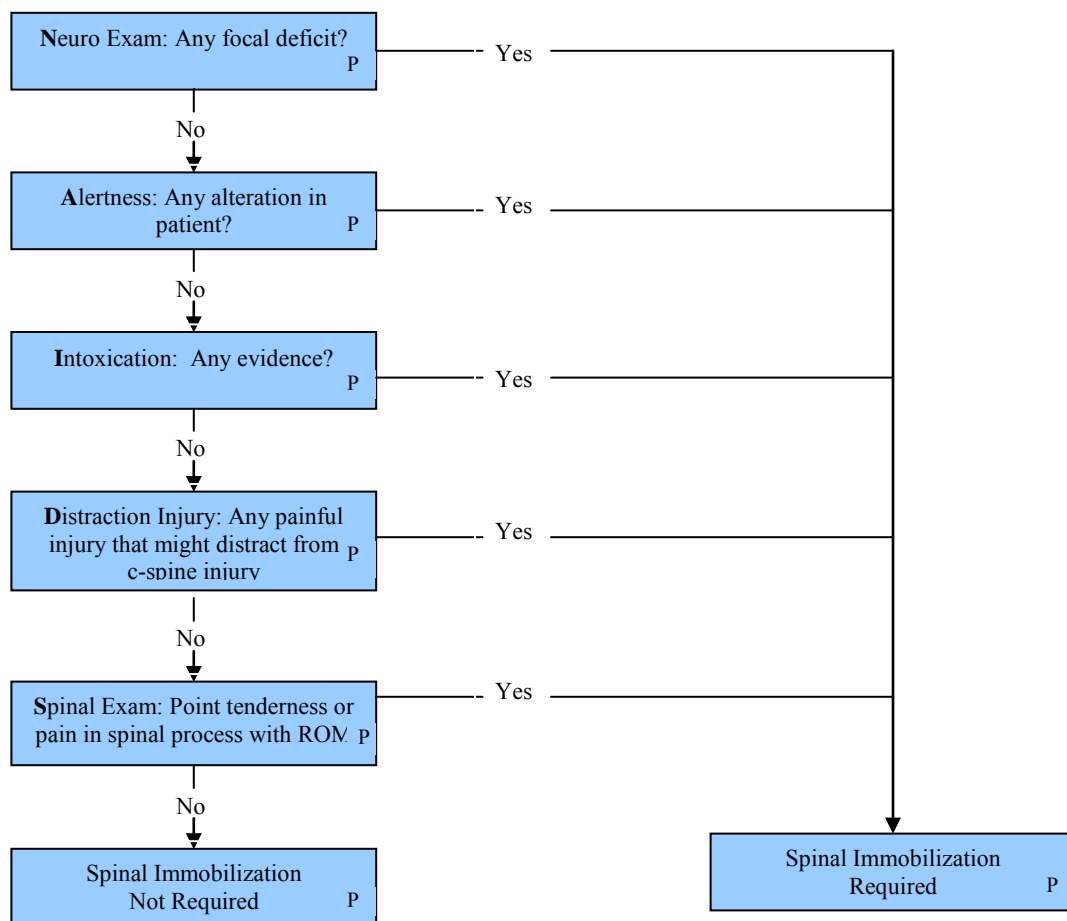 Neuro Exam: Any focal deficit?
P
Yes
No
Alertness: Any alteration in
patient?
P
Yes
No
Intoxication: Any evidence?
P
Yes
No
Distraction Injury: Any painful
injury that might distract from
P
c-spine injury
Yes
No
Spinal Exam: Point tenderness or
pain in spinal process with ROM
P
Yes
No
Spinal Immobilization
Not Required
P
Spinal Immobilization
Required
P